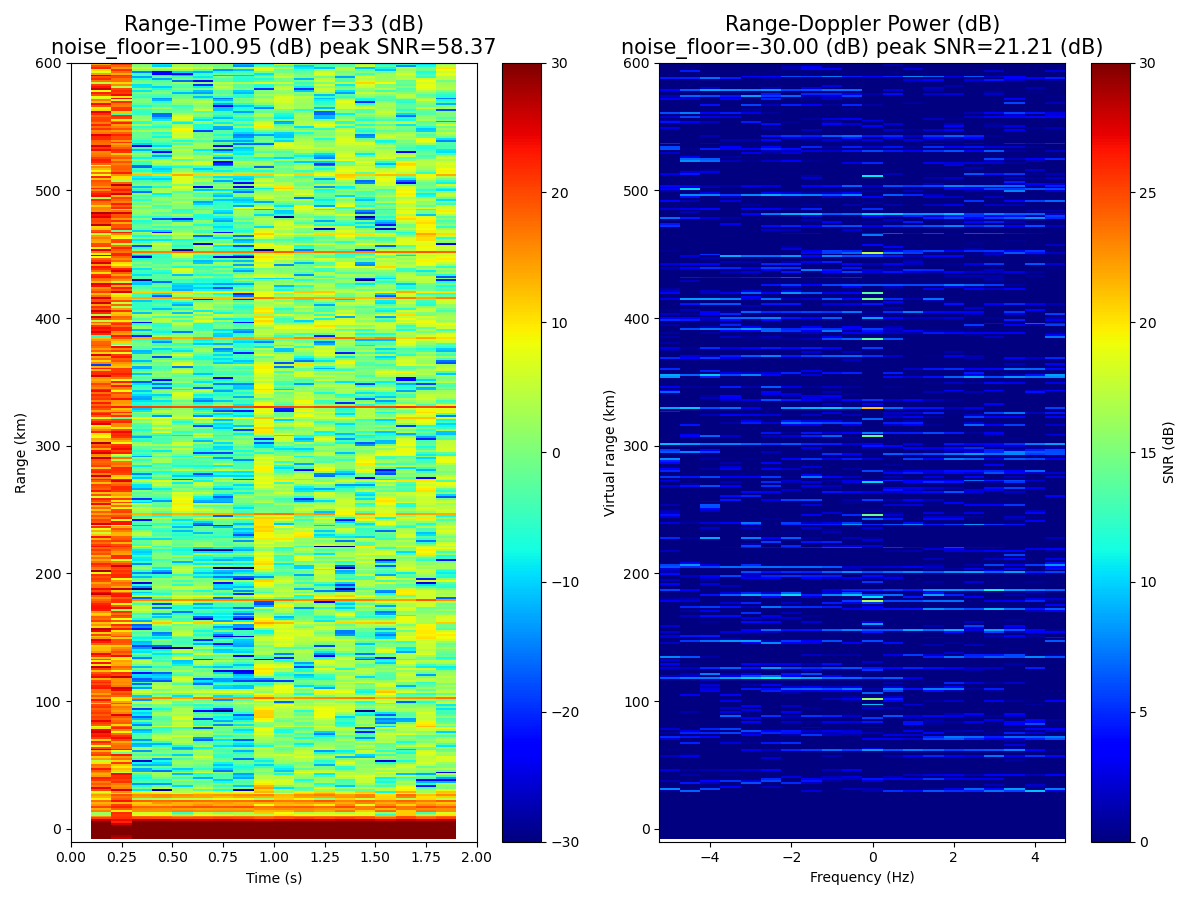 Range-Time Power f=33 (dB)
noise_floor=-100.95 (dB) peak SNR=58.37
600
500
400
300
200
100
0
Range (km)
0.00 0.25 0.50 0.75 1.00 1.25 1.50 1.75 2.00
Time (s)
30
20
10
0
−10
−20
−30
Range-Doppler Power (dB)
noise_floor=-30.00 (dB) peak SNR=21.21 (dB)
600
500
400
300
200
100
0
Virtual range (km)
−4 −2 0 2 4
Frequency (Hz)
30
25
20
15
10
5
0
SNR (dB)